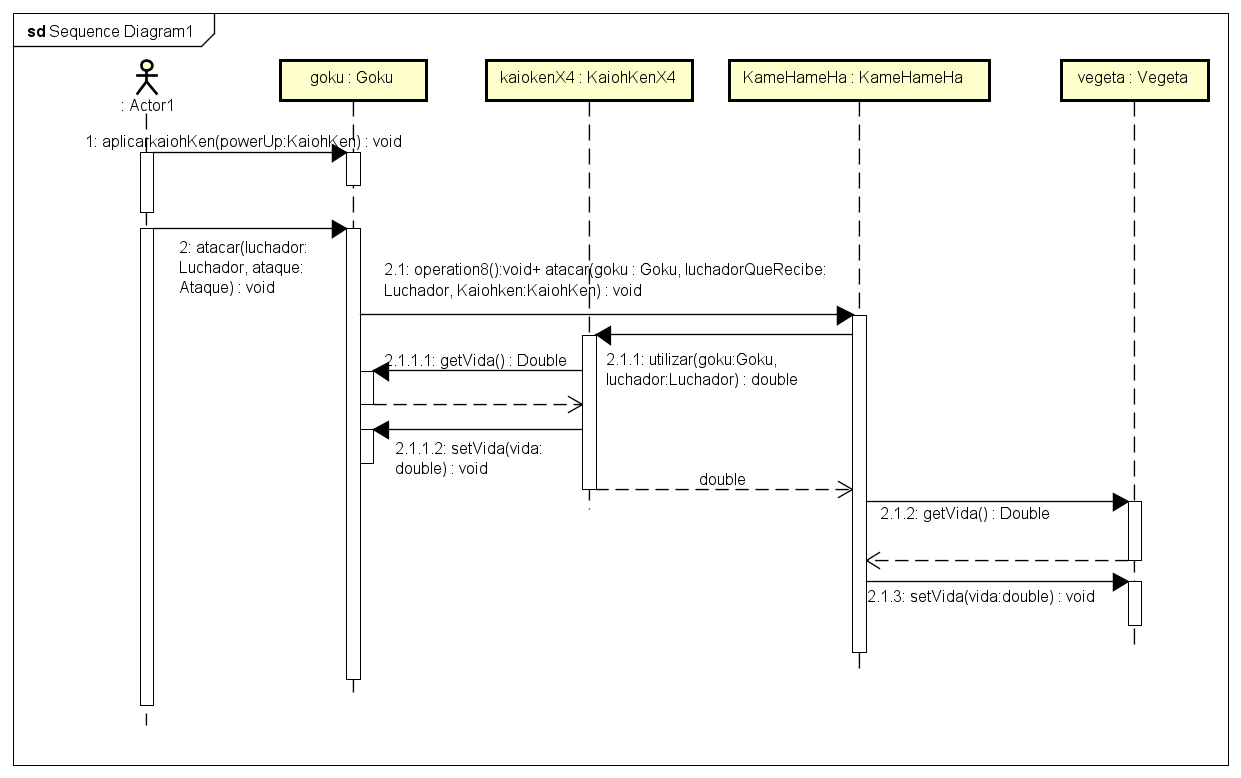 sd Sequence Diagram1
: Actor1
goku : Goku
kaiokenX4 : KaiohKenX4
KameHameHa : KameHameHa
vegeta : Vegeta
1: aplicarkaiohKen(powerUp:KaiohKen) : void
2: atacar(luchador:
Luchador, ataque:
Ataque) : void
2.1: operation8():void+ atacar(goku : Goku, luchadorQueRecibe:
Luchador, Kaiohken:KaiohKen) : void
2.1.1: utilizar(goku:Goku,
luchador:Luchador) : double
2.1.1.1: getVida() : Double
2.1.1.2: setVida(vida:
double) : void
double
2.1.2: getVida() : Double
2.1.3: setVida(vida:double) : void